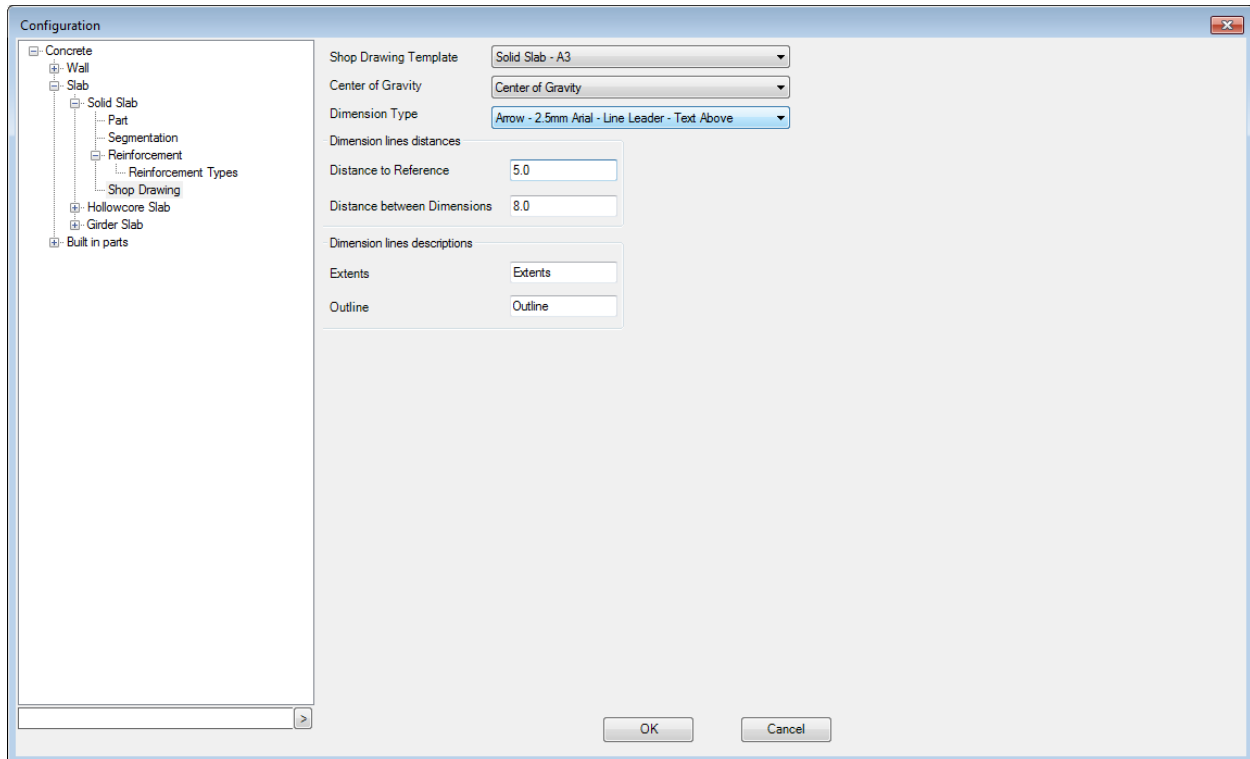 Configuration
Concrete
Wall
Slab
Solid Slab
Part
Segmentation
Reinforcement
Reinforcement Types
Shop Drawing
Hollowcore Slab
Girder Slab
Built in parts
>
Shop Drawing Template Solid Slab - A3
Center of Gravity Center of Gravity
Dimension Type Arrow - 2.5mm Arial - Line Leader - Text Above
Dimension lines distances
Distance to Reference 5.0
Distance between Dimensions 8.0
Dimension lines descriptions
Extents Extents
Outline Outline
OK Cancel